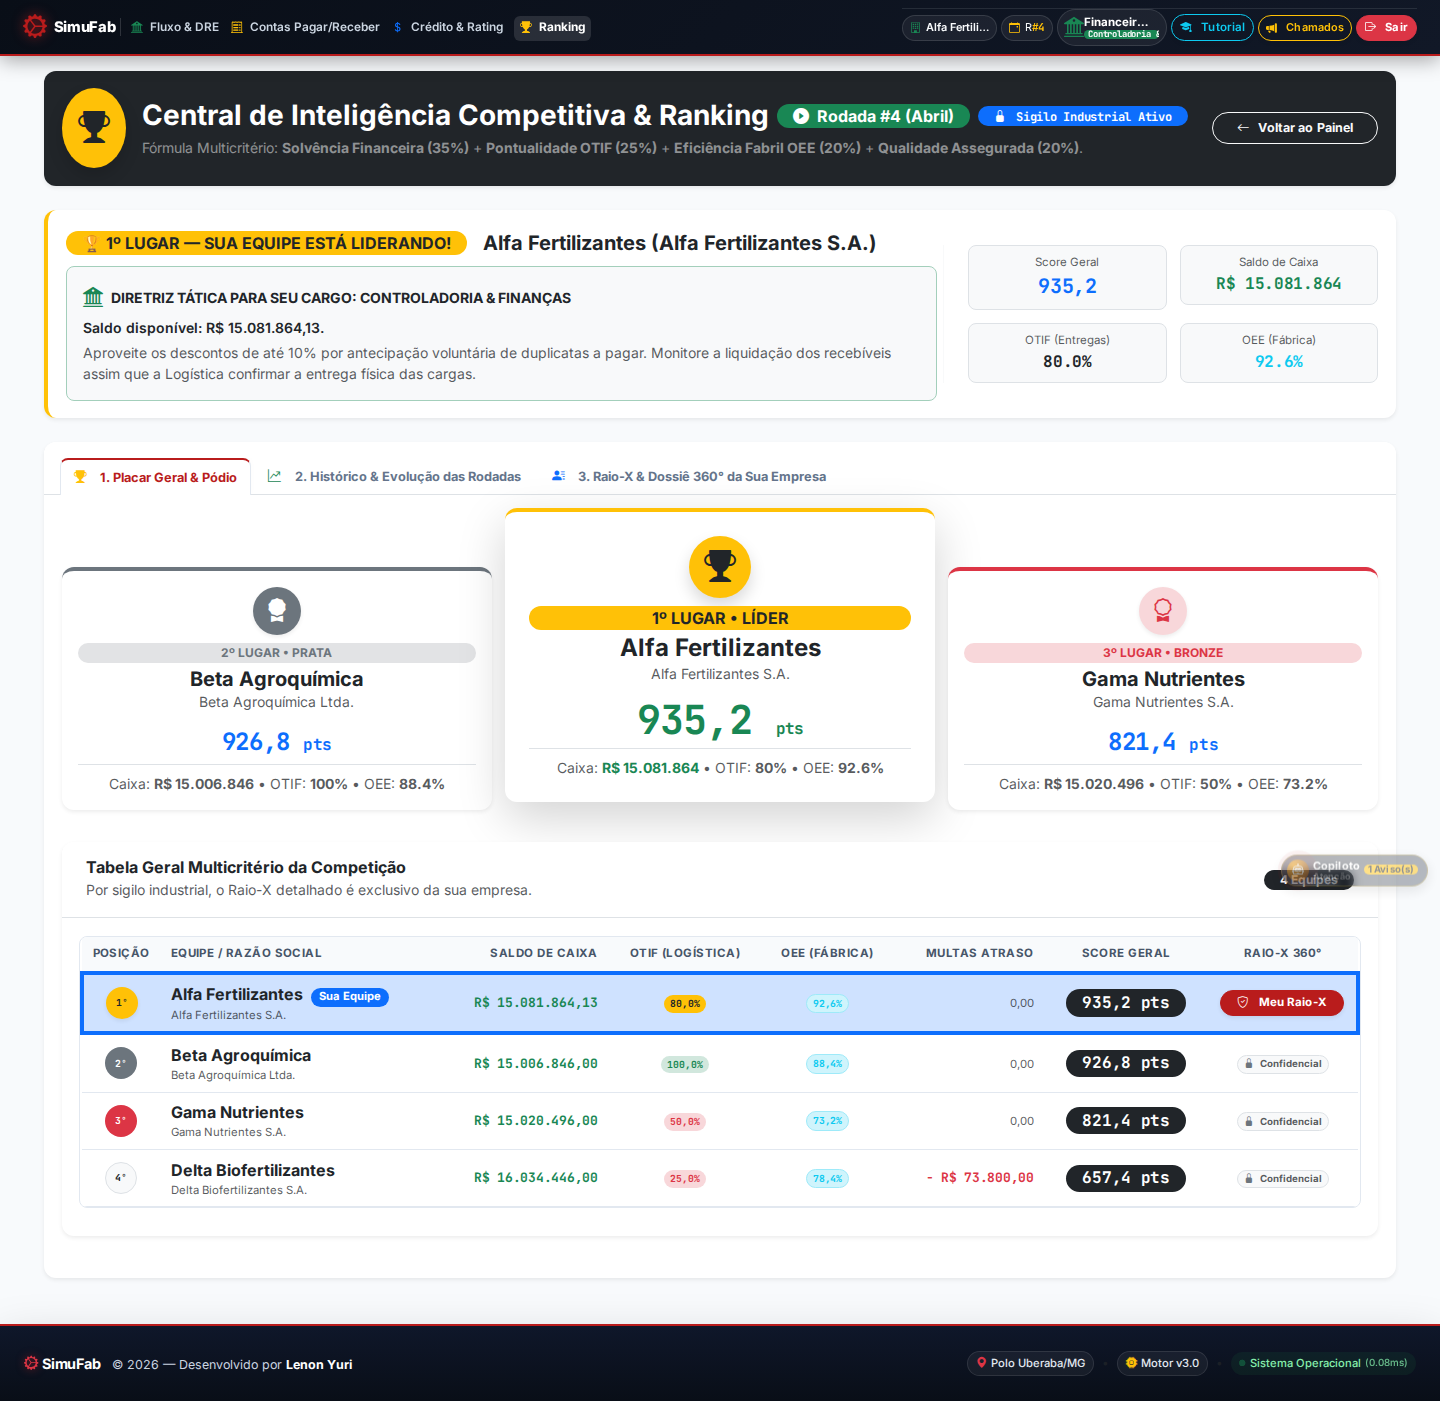 SimuFab
Fluxo & DRE
Contas Pagar/Receber
Crédito & Rating
Ranking
Alfa Fertili...
R#4
Financeir...
Controladoria
Tutorial
Chamados
Sair
Central de Inteligência Competitiva & Ranking
Rodada #4 (Abril)
Sigilo Industrial Ativo
Fórmula Multicritério: Solvência Financeira (35%) + Pontualidade OTIF (25%) + Eficiência Fabril OEE (20%) + Qualidade Assegurada (20%).
← Voltar ao Painel
1º LUGAR — SUA EQUIPE ESTÁ LIDERANDO!
Alfa Fertilizantes (Alfa Fertilizantes S.A.)
DIRETRIZ TÁTICA PARA SEU CARGO: CONTROLADORIA & FINANÇAS
Saldo disponível: R$ 15.081.864,13.
Aproveite os descontos de até 10% por antecipação voluntária de duplicatas a pagar. Monitore a liquidação dos recebíveis
assim que a Logística confirmar a entrega física das cargas.
Score Geral
935,2
Saldo de Caixa
R$ 15.081.864
OTIF (Entregas)
80.0%
OEE (Fábrica)
92.6%
1. Placar Geral & Pódio
2. Histórico & Evolução das Rodadas
3. Raio-X & Dossiê 360° da Sua Empresa
2º LUGAR • PRATA
Beta Agroquímica
Beta Agroquímica Ltda.
926,8 pts
Caixa: R$ 15.006.846 • OTIF: 100% • OEE: 88.4%
1º LUGAR • LÍDER
Alfa Fertilizantes
Alfa Fertilizantes S.A.
935,2 pts
Caixa: R$ 15.081.864 • OTIF: 80% • OEE: 92.6%
3º LUGAR • BRONZE
Gama Nutrientes
Gama Nutrientes S.A.
821,4 pts
Caixa: R$ 15.020.496 • OTIF: 50% • OEE: 73.2%
Tabela Geral Multicritério da Competição
Por sigilo industrial, o Raio-X detalhado é exclusivo da sua empresa.
4 Equipes
Copiloto
Atenção
1 Aviso(s)
POSIÇÃO EQUIPE / RAZÃO SOCIAL SALDO DE CAIXA OTIF (LOGÍSTICA) OEE (FÁBRICA) MULTAS ATRASO SCORE GERAL RAIO-X 360°
1° Alfa Fertilizantes Sua Equipe R$ 15.081.864,13 80,0% 92,6% 0,00 935,2 pts Meu Raio-X
Alfa Fertilizantes S.A.
2° Beta Agroquímica R$ 15.006.846,00 100,0% 88,4% 0,00 926,8 pts Confidencial
Beta Agroquímica Ltda.
3° Gama Nutrientes R$ 15.020.496,00 50,0% 73,2% 0,00 821,4 pts Confidencial
Gama Nutrientes S.A.
4° Delta Biofertilizantes R$ 16.034.446,00 25,0% 78,4% - R$ 73.800,00 657,4 pts Confidencial
Delta Biofertilizantes S.A.
SimuFab © 2026 — Desenvolvido por Lenon Yuri
Polo Uberaba/MG
Motor v3.0
Sistema Operacional (0.08ms)